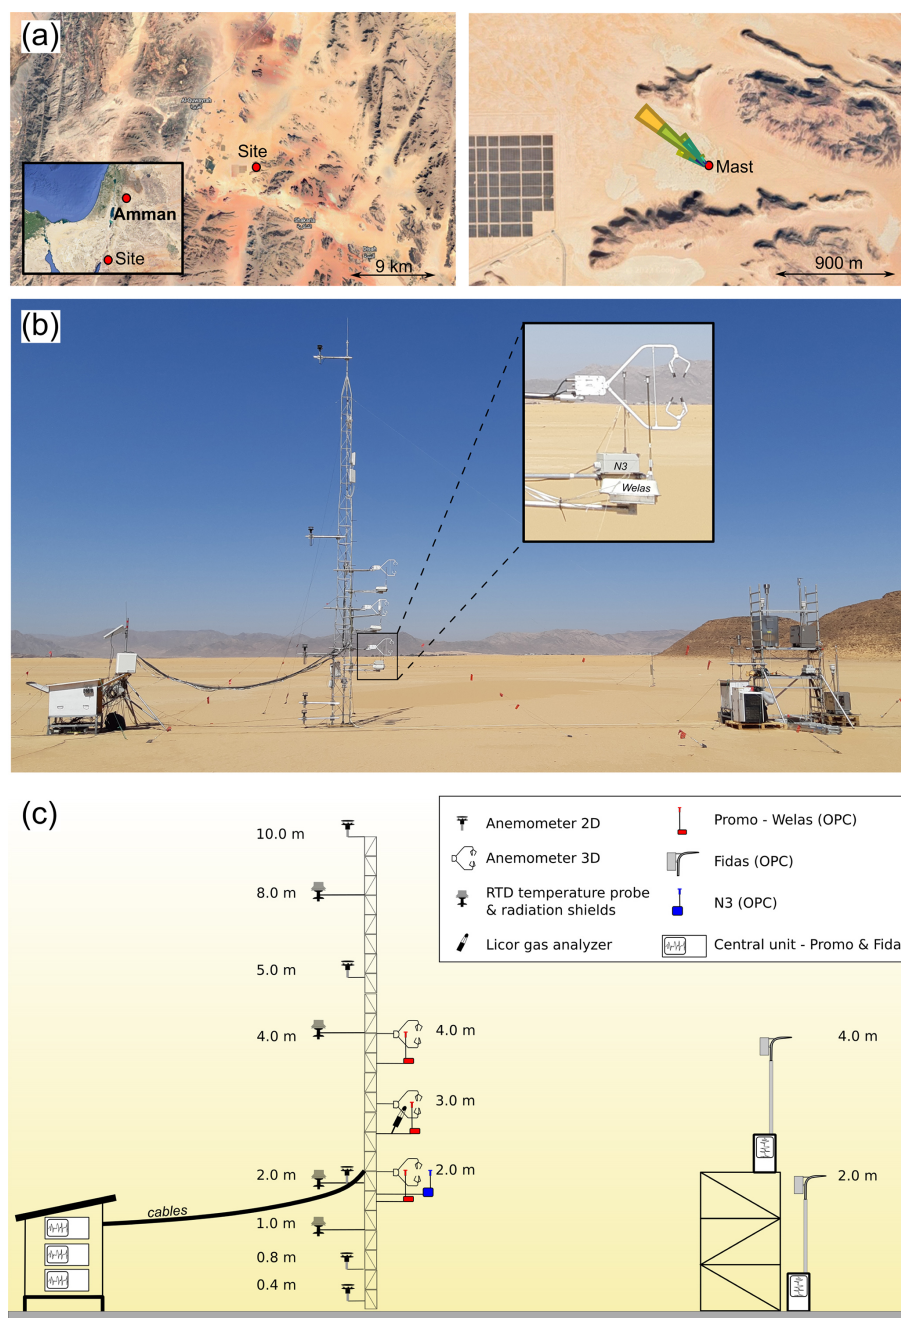 (a)
Site
Amman
Site
9 km
Mast
900 m
(b)
N3
Welas
(c)
10.0 m
8.0 m
5.0 m
4.0 m
2.0 m
1.0 m
0.8 m
0.4 m
4.0 m
3.0 m
2.0 m
4.0 m
2.0 m
cables
Anemometer 2D
Anemometer 3D
RTD temperature probe
& radiation shields
Licor gas analyzer
Promo - Welas (OPC)
Fidas (OPC)
N3 (OPC)
Central unit - Promo & Fida